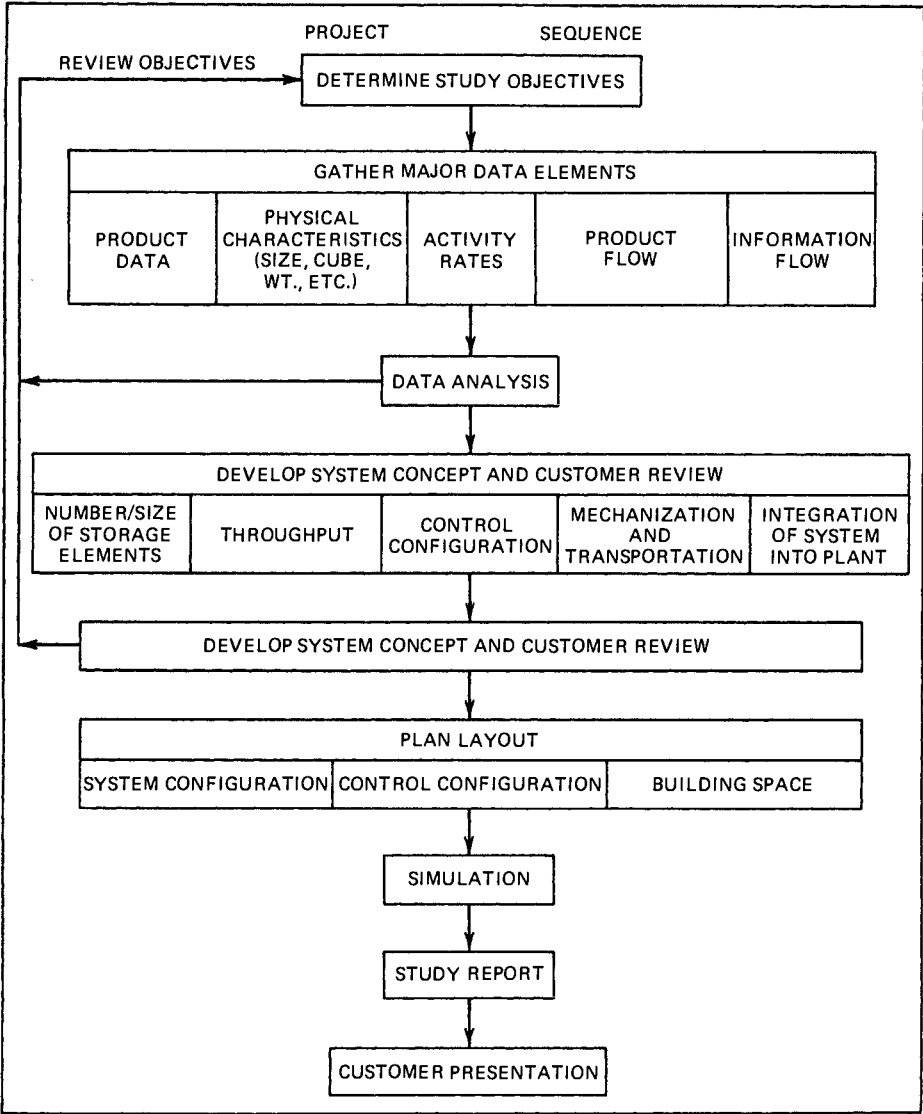 PROJECT SEQUENCE
REVIEW OBJECTIVES
DETERMINE STUDY OBJECTIVES
GATHER MAJOR DATA ELEMENTS
PRODUCT
DATA
PHYSICAL
CHARACTERISTICS
(SIZE, CUBE,
WT., ETC.)
ACTIVITY
RATES
PRODUCT
FLOW
INFORMATION
FLOW
DATA ANALYSIS
DEVELOP SYSTEM CONCEPT AND CUSTOMER REVIEW
NUMBER/SIZE
OF STORAGE
ELEMENTS
THROUGHPUT
CONTROL
CONFIGURATION
MECHANIZATION
AND
TRANSPORTATION
INTEGRATION
OF SYSTEM
INTO PLANT
DEVELOP SYSTEM CONCEPT AND CUSTOMER REVIEW
PLAN LAYOUT
SYSTEM CONFIGURATION
CONTROL CONFIGURATION
BUILDING SPACE
SIMULATION
STUDY REPORT
CUSTOMER PRESENTATION